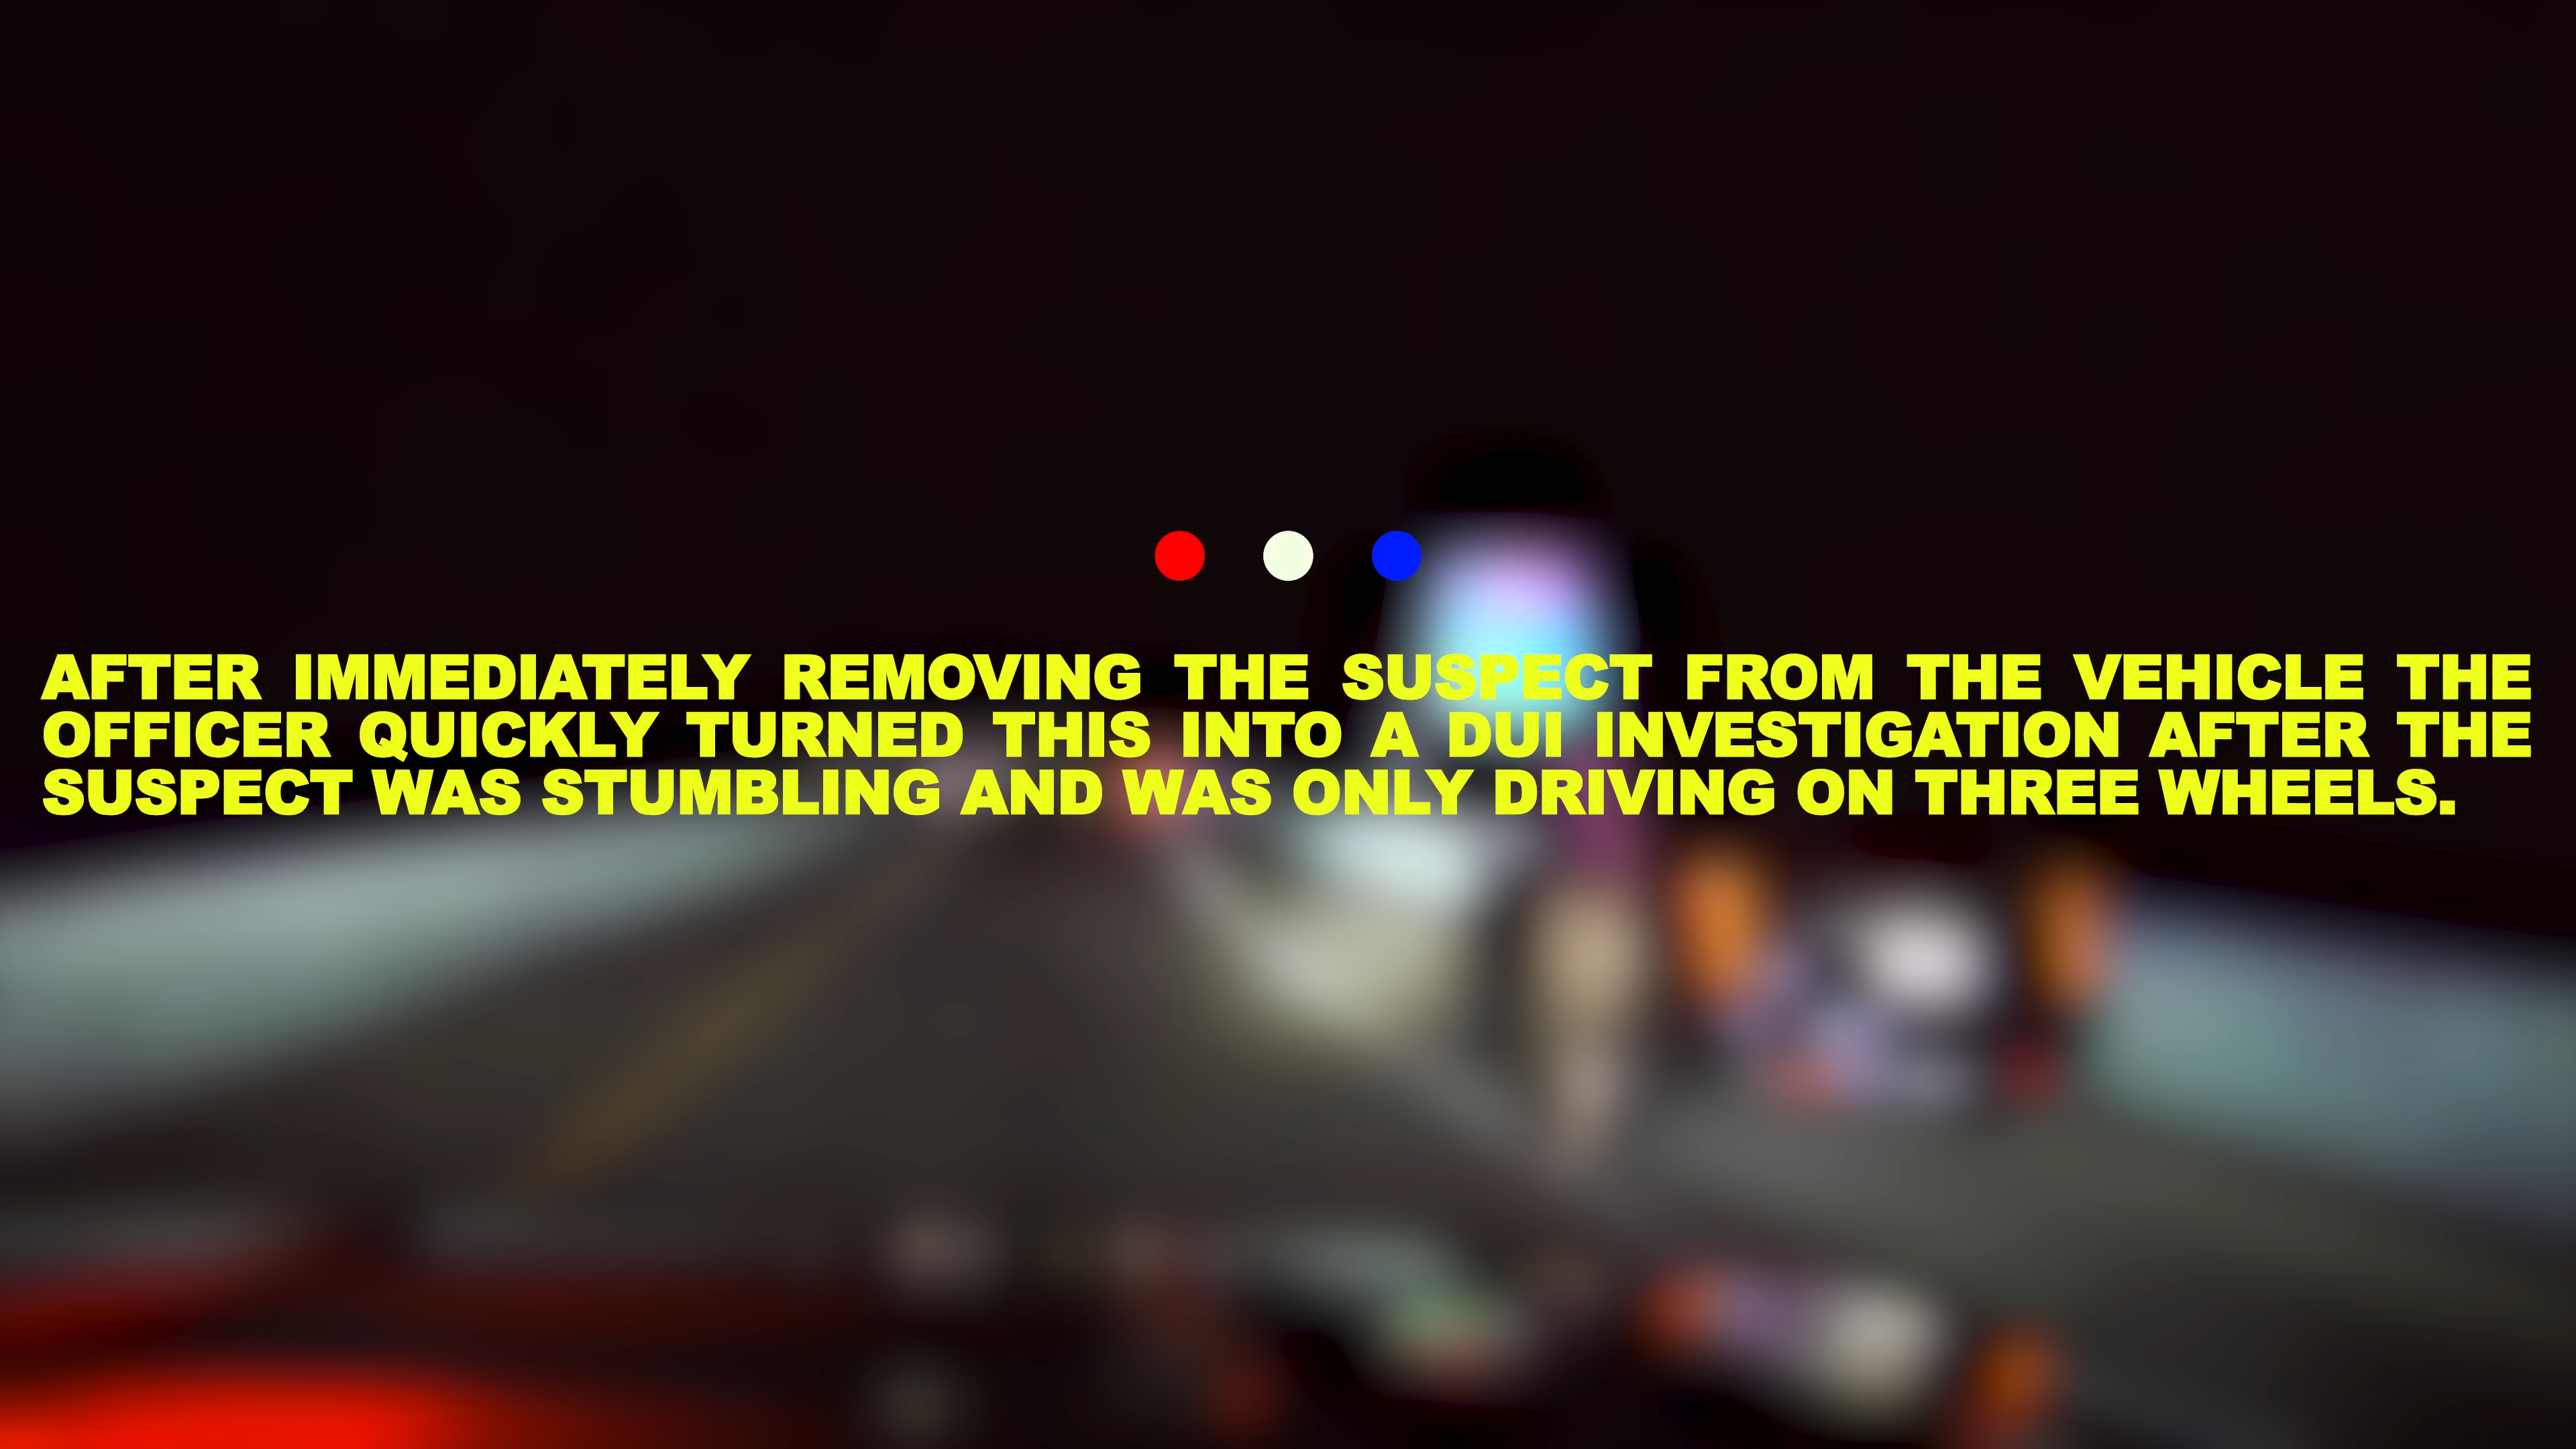 AFTER IMMEDIATELY REMOVING THE SUSPECT FROM THE VEHICLE THE
OFFICER QUICKLY TURNED THIS INTO A DUI INVESTIGATION AFTER THE
SUSPECT WAS STUMBLING AND WAS ONLY DRIVING ON THREE WHEELS.